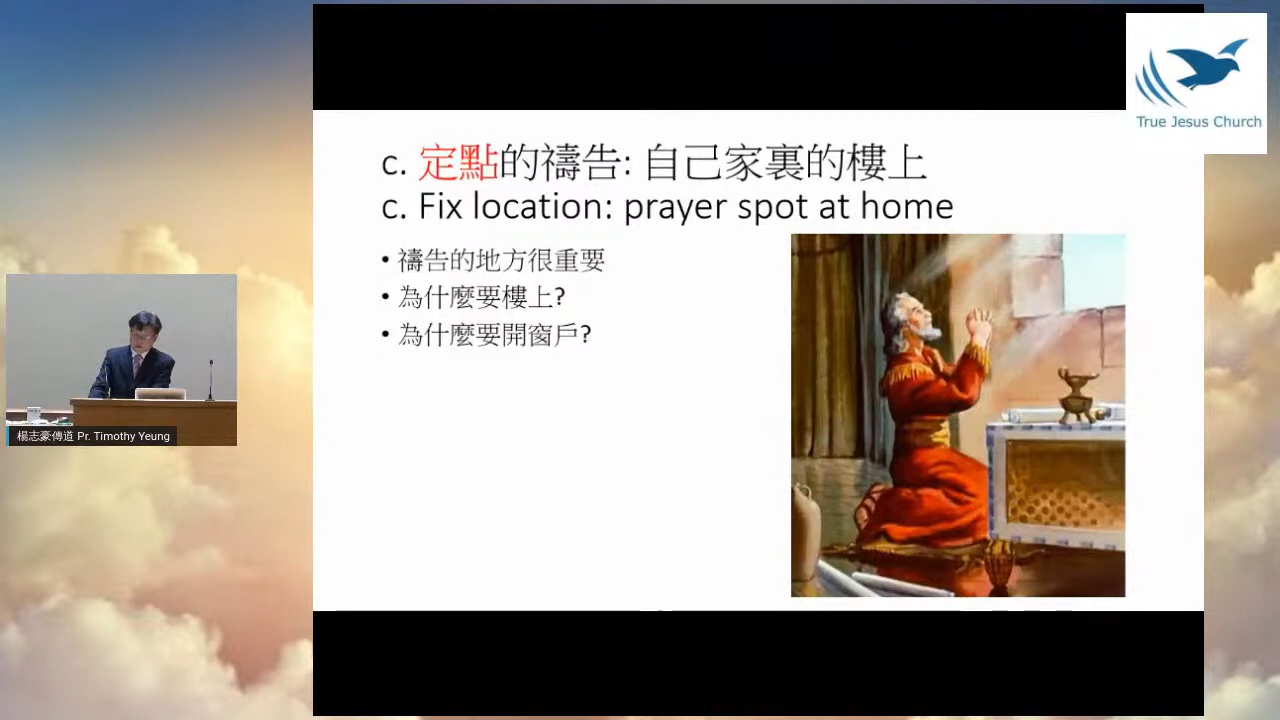 True Jesus Church
c. 定點的禱告: 自己家裏的樓上
c. Fix location: prayer spot at home
• 禱告的地方很重要
• 為什麼要樓上?
• 為什麼要開窗戶?
楊志豪傳道 Pr. Timothy Yeung